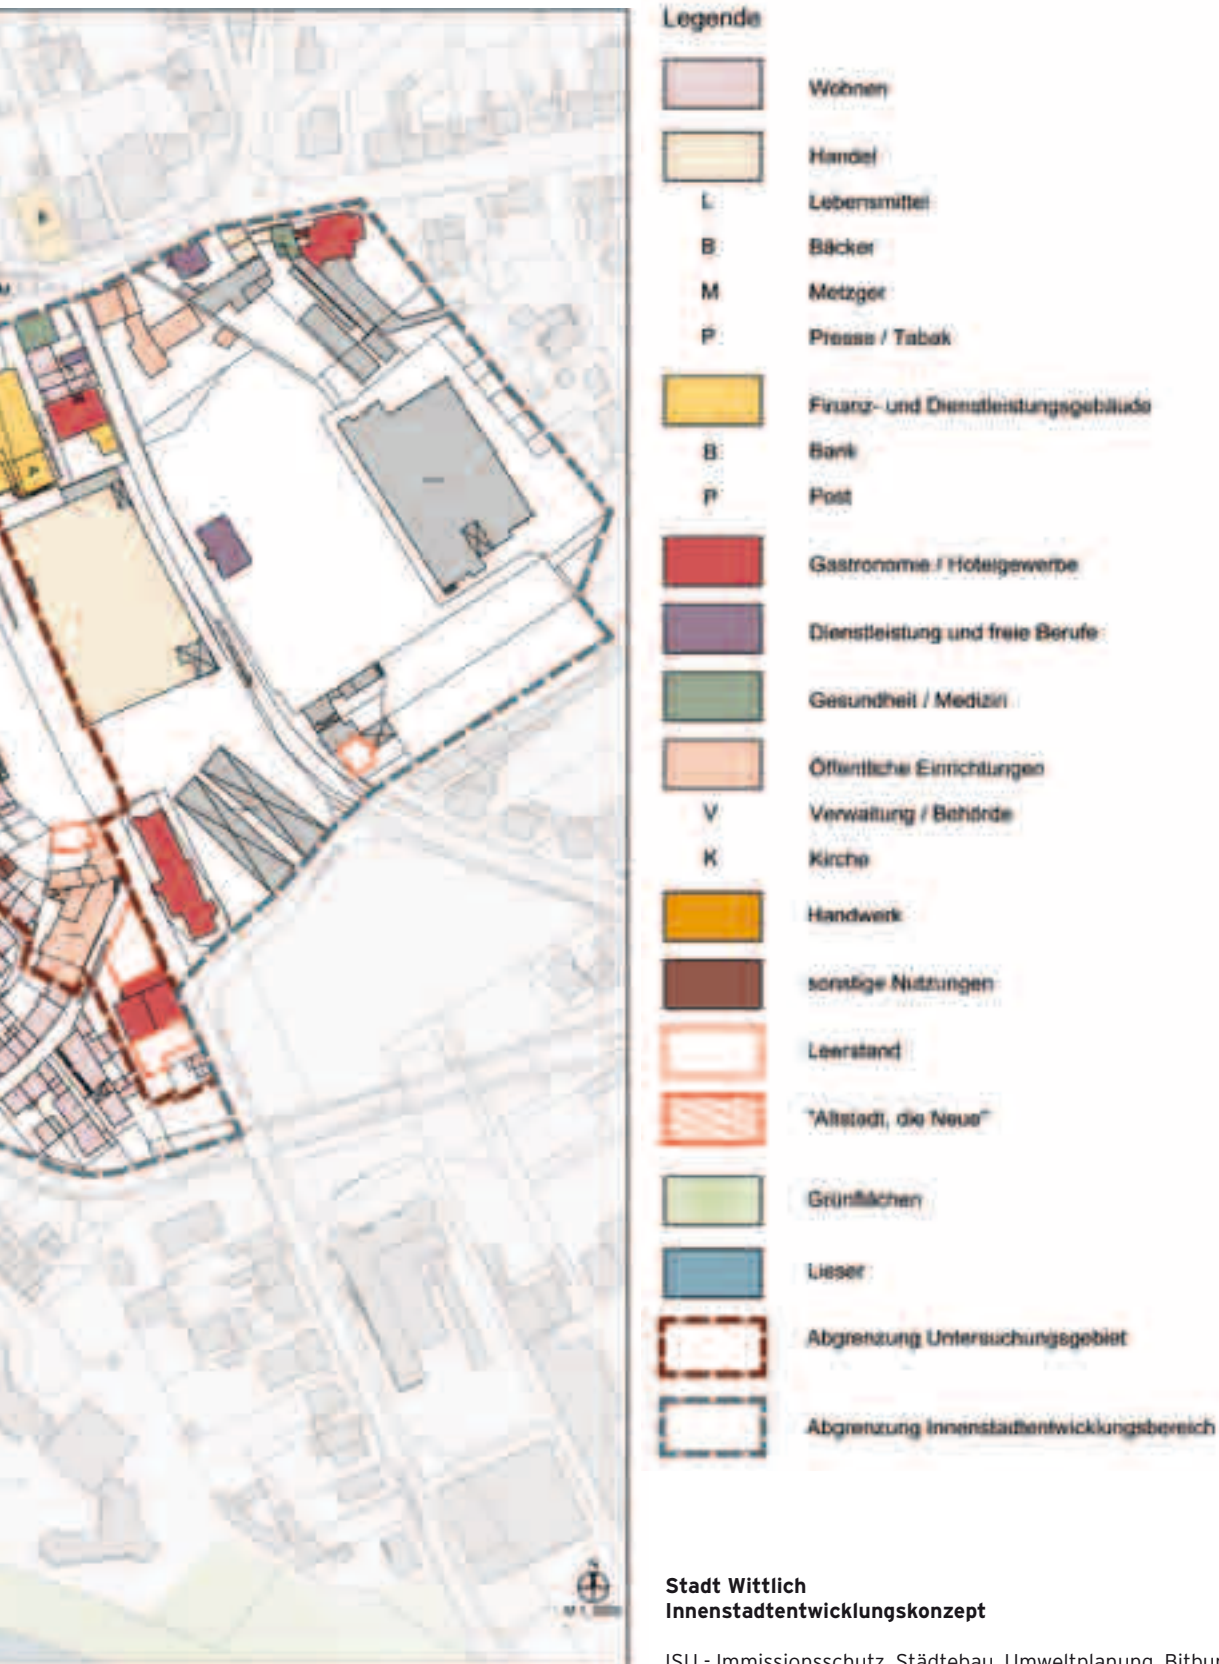 Legende
Wohnen
Handel
L Lebensmittel
B Bäcker
M Metzger
P Presse / Tabak
Finanz- und Dienstleistungsgebäude
B Bank
P Post
Gastronomie / Hotelgewerbe
Dienstleistung und freie Berufe
Gesundheit / Medizin
Öffentliche Einrichtungen
V Verwaltung / Behörde
K Kirche
Handwerk
sonstige Nutzungen
Leerstand
"Altstadt, die Neue"
Grünflächen
Lieser
Abgrenzung Untersuchungsgebiet
Abgrenzung Innenstadtentwicklungsbereich
N
Stadt Wittlich
Innenstadtentwicklungskonzept
ISU - Immissionsschutz, Städtebau, Umweltplanung, Bitbur